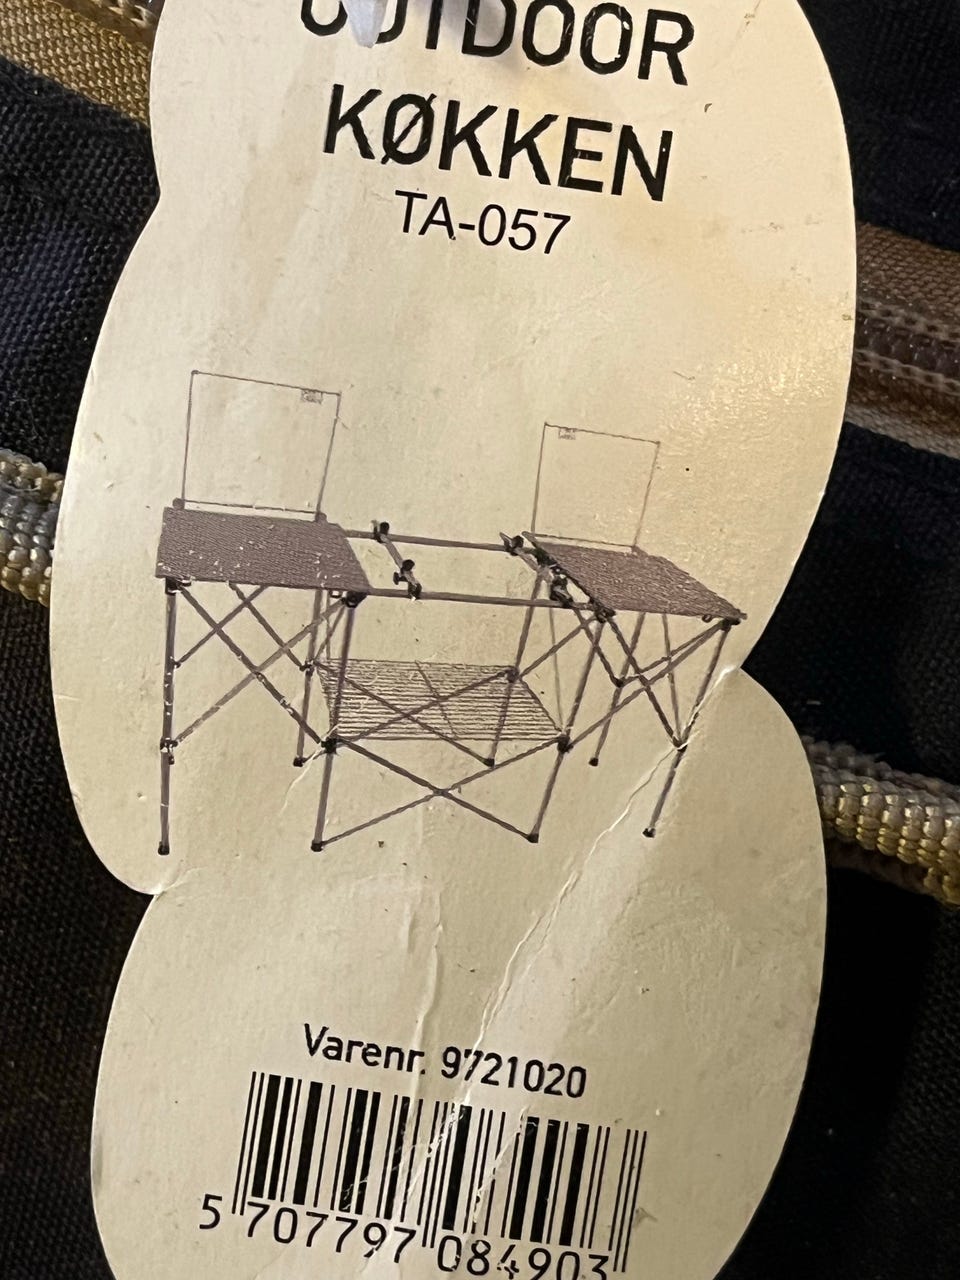 OUTDOOR
KØKKEN
TA-057
Varenr. 9721020
5 707797 084903